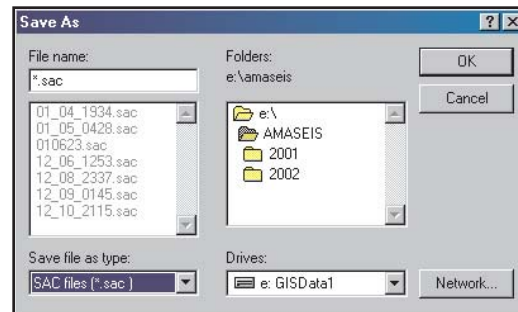 Save As
File name:
*.sac
01_04_1934.sac
01_05_0428.sac
010623.sac
12_06_1253.sac
12_08_2337.sac
12_09_0145.sac
12_10_2115.sac
Save file as type:
SAC files (*.sac )
Folders:
e:\amaseis
e:\
AMASEIS
2001
2002
Drives:
e: GISData1
OK
Cancel
Network...